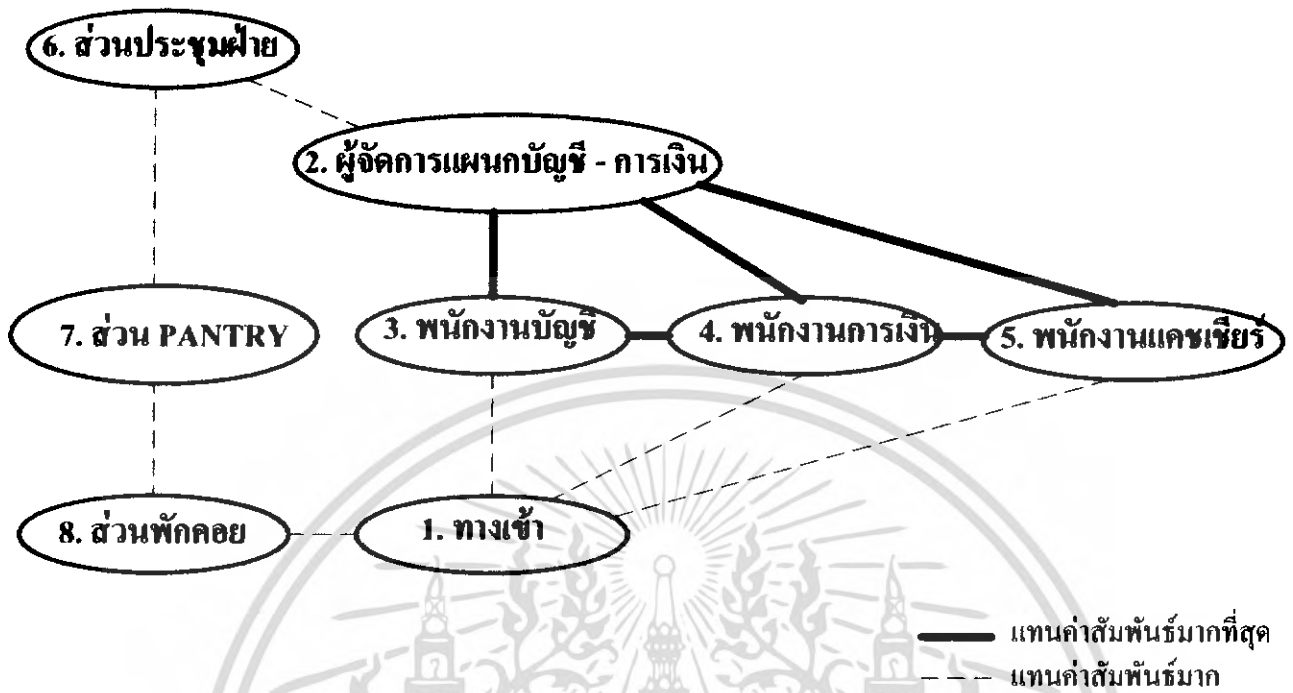 6. ส่วนประชุมฝ่าย
2. ผู้จัดการแผนกบัญชี - การเงิน
7. ส่วน PANTRY
3. พนักงานบัญชี
4. พนักงานการเงิน
5. พนักงานแคชเชียร์
8. ส่วนพักคอย
1. ทางเข้า
แทนค่าสัมพันธ์มากที่สุด
แทนค่าสัมพันธ์มาก